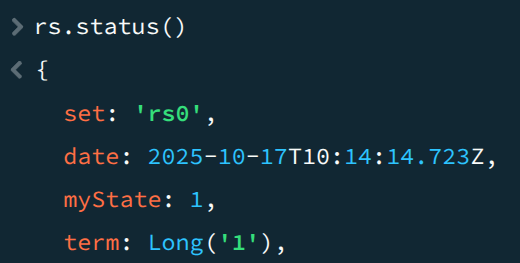 > rs.status()
< {
set: 'rs0',
date: 2025-10-17T10:14:14.723Z,
myState: 1,
term: Long('1'),